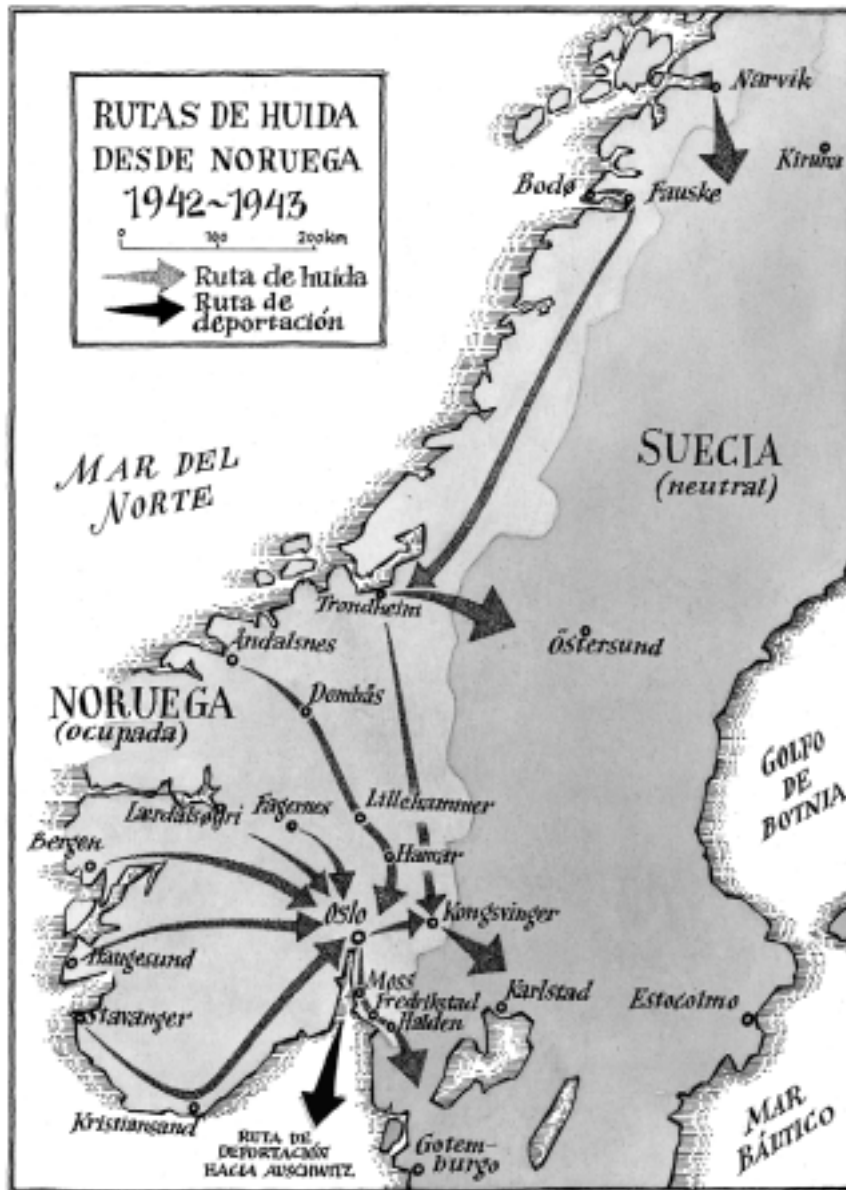 RUTAS DE HUIDA
DESDE NORUEGA
1942~1943
0 100 200km
Ruta de huída
Ruta de
deportación
Narvik
Kiruna
Bodø
Fauske
MAR DEL
NORTE
SUECIA
(neutral)
Trondheim
Åndalsnes
Östersund
Dombås
NORUEGA
(ocupada)
GOLFO
DE
BOTNIA
Lillehammer
Fagernes
Lærdalsøyri
Bergen
Hamar
Oslo
Kongsvinger
Haugesund
Moss
Fredrikstad
Halden
Karlstad
Estocolmo
Stavanger
Kristiansand
RUTA DE
DEPORTACIÓN
HACIA AUSCHWITZ.
Gotem-
burgo
MAR
BÁLTICO